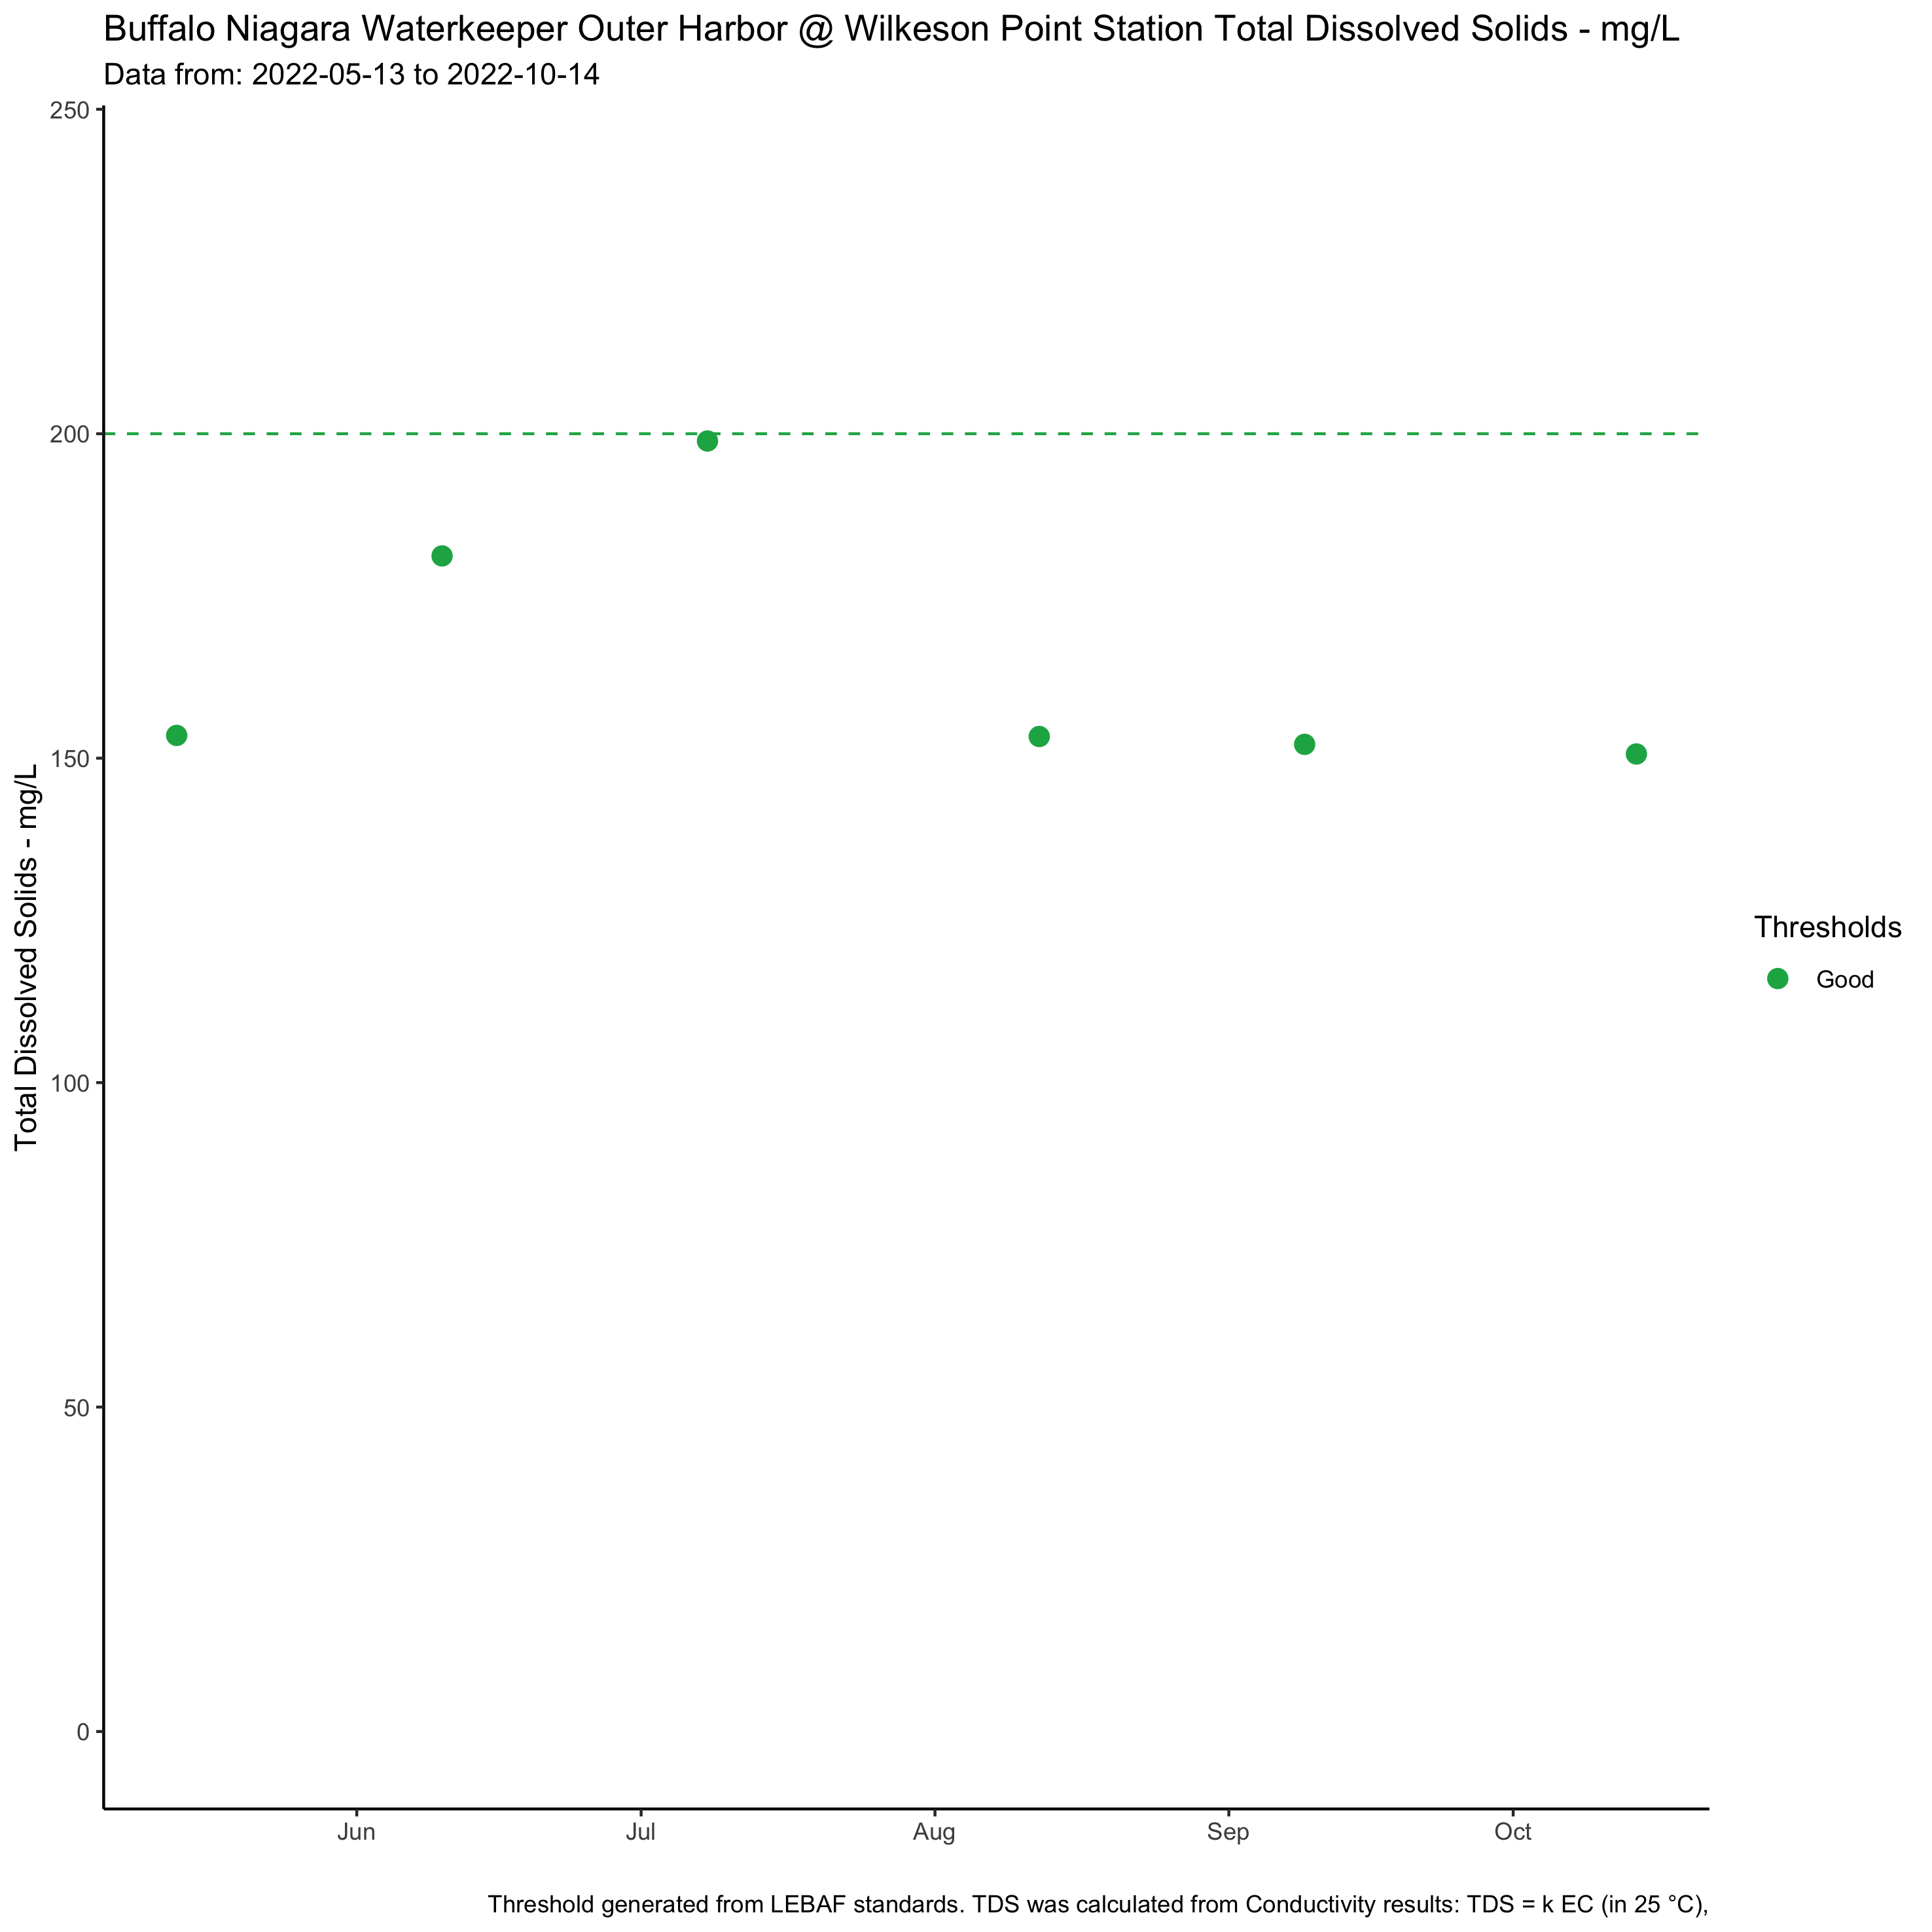 Buffalo Niagara Waterkeeper Outer Harbor @ Wilkeson Point Station Total Dissolved Solids - mg/L
Data from: 2022-05-13 to 2022-10-14
Total Dissolved Solids - mg/L
250
200
150
100
50
0
Jun Jul Aug Sep Oct
Thresholds
Good
Threshold generated from LEBAF standards. TDS was calculated from Conductivity results: TDS = k EC (in 25 °C),